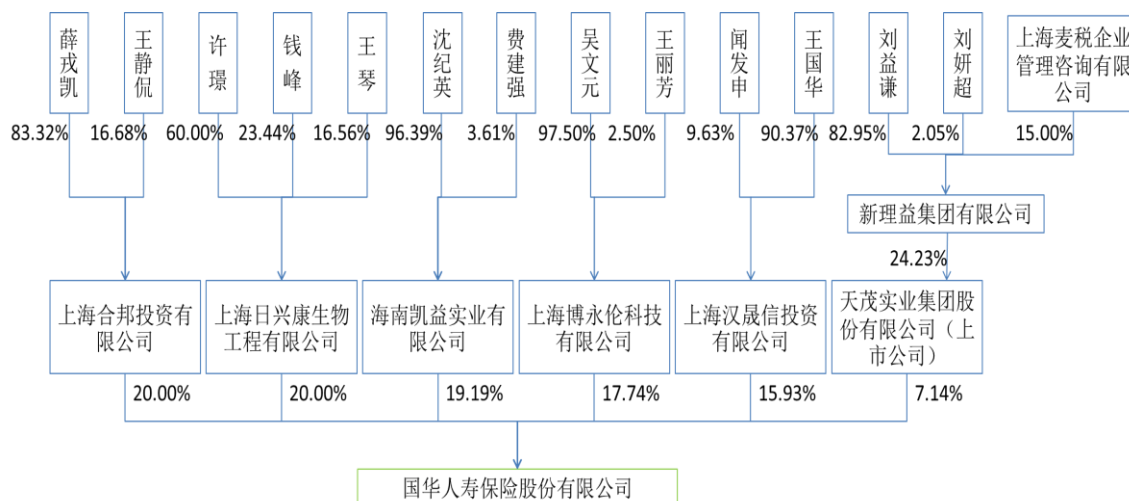 薛戎凯
王静侃
许璟
钱峰
王琴
沈纪英
费建强
吴文元
王丽芳
闻发申
王国华
刘益谦
刘妍超
上海麦税企业
管理咨询有限
公司
83.32%
16.68%
60.00%
23.44%
16.56%
96.39%
3.61%
97.50%
2.50%
9.63%
90.37%
82.95%
2.05%
15.00%
新理益集团有限公司
24.23%
上海合邦投资有
限公司
上海日兴康生物
工程有限公司
海南凯益实业有限
公司
上海博永伦科技
有限公司
上海汉晟信投资
有限公司
天茂实业集团股
份有限公司（上
市公司）
20.00%
20.00%
19.19%
17.74%
15.93%
7.14%
国华人寿保险股份有限公司